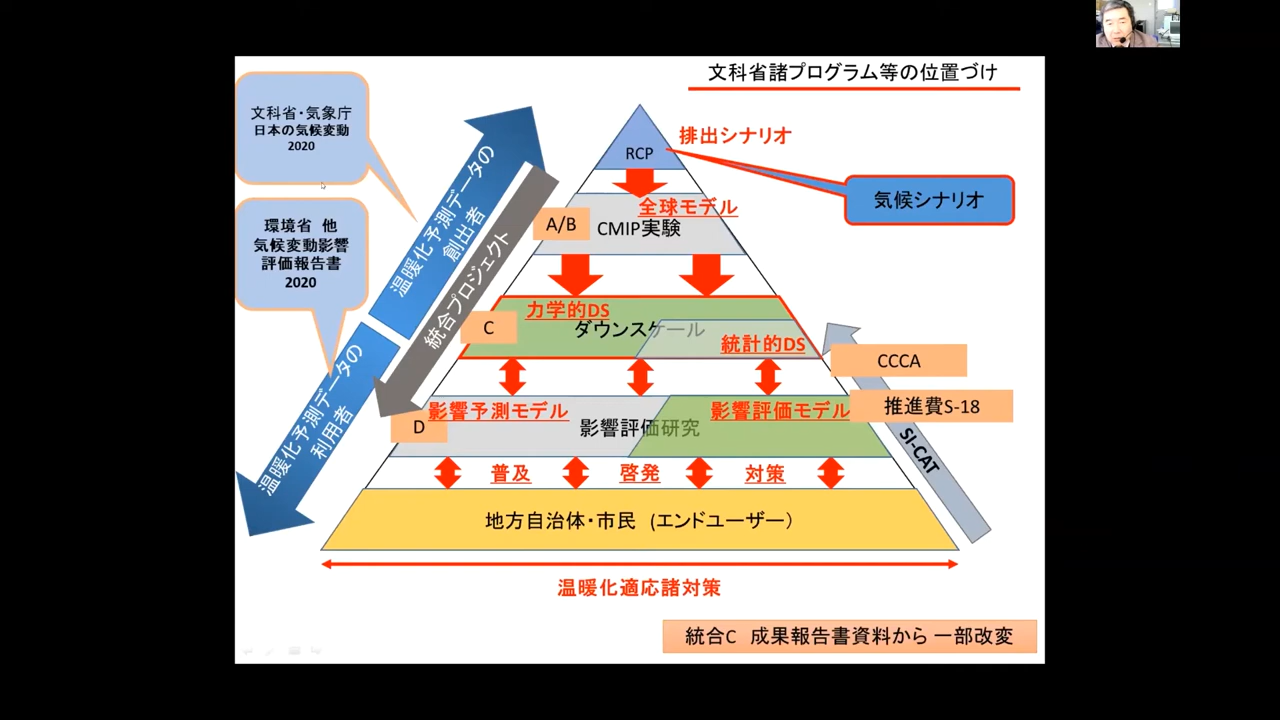 文科省諸プログラム等の位置づけ
文科省・気象庁
日本の気候変動
2020
環境省 他
気候変動影響
評価報告書
2020
温暖化予測データの
創出者
温暖化予測データの
利用者
統合プロジェクト
RCP
排出シナリオ
気候シナリオ
A/B
全球モデル
CMIP実験
C
力学的DS
ダウンスケール
統計的DS
CCCA
推進費S-18
SI-CAT
D
影響予測モデル
影響評価モデル
影響評価研究
普及
啓発
対策
地方自治体・市民 (エンドユーザー)
温暖化適応諸対策
統合C 成果報告書資料から 一部改変